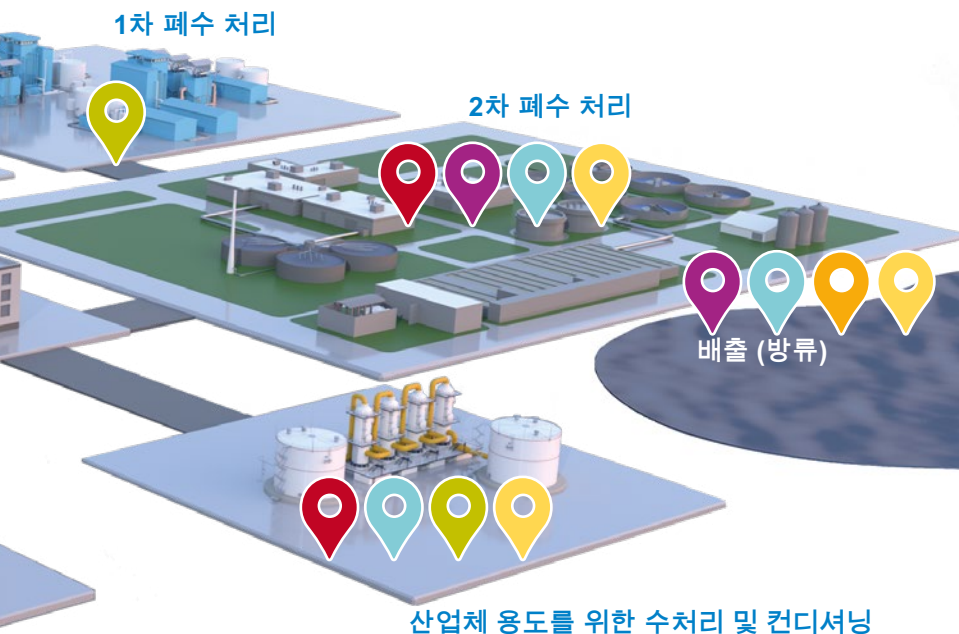 1차 폐수 처리
2차 폐수 처리
배출 (방류)
산업체 용도를 위한 수처리 및 컨디셔닝